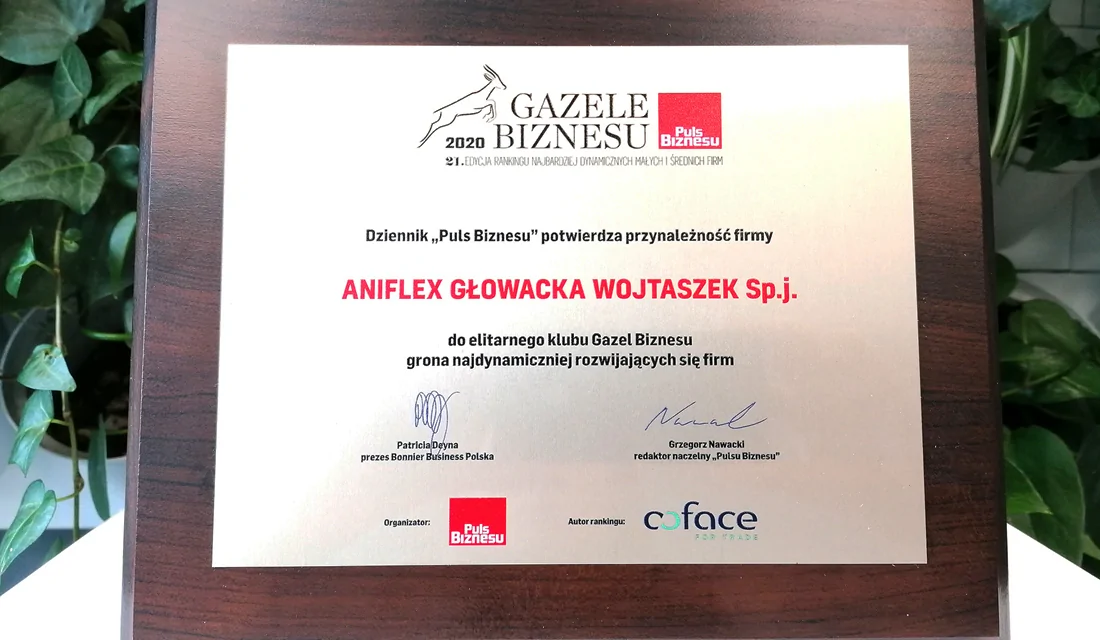 GAZELE
2020 BIZNESU
Puls
Biznesu
21. EDYCJA RANKINGU NAJBARDZIEJ DYNAMICZNYCH MAŁYCH I ŚREDNICH FIRM
Dziennik „Puls Biznesu” potwierdza przynależność firmy
ANIFLEX GŁOWACKA WOJTASZEK Sp.j.
do elitarnego klubu Gazel Biznesu
grona najdynamiczniej rozwijających się firm
Patricia Deyna
prezes Bonnier Business Polska
Nawac
Grzegorz Nawacki
redaktor naczelny „Pulsu Biznesu”
Organizator:
Puls
Biznesu
Autor rankingu:
coface
FOR TRADE